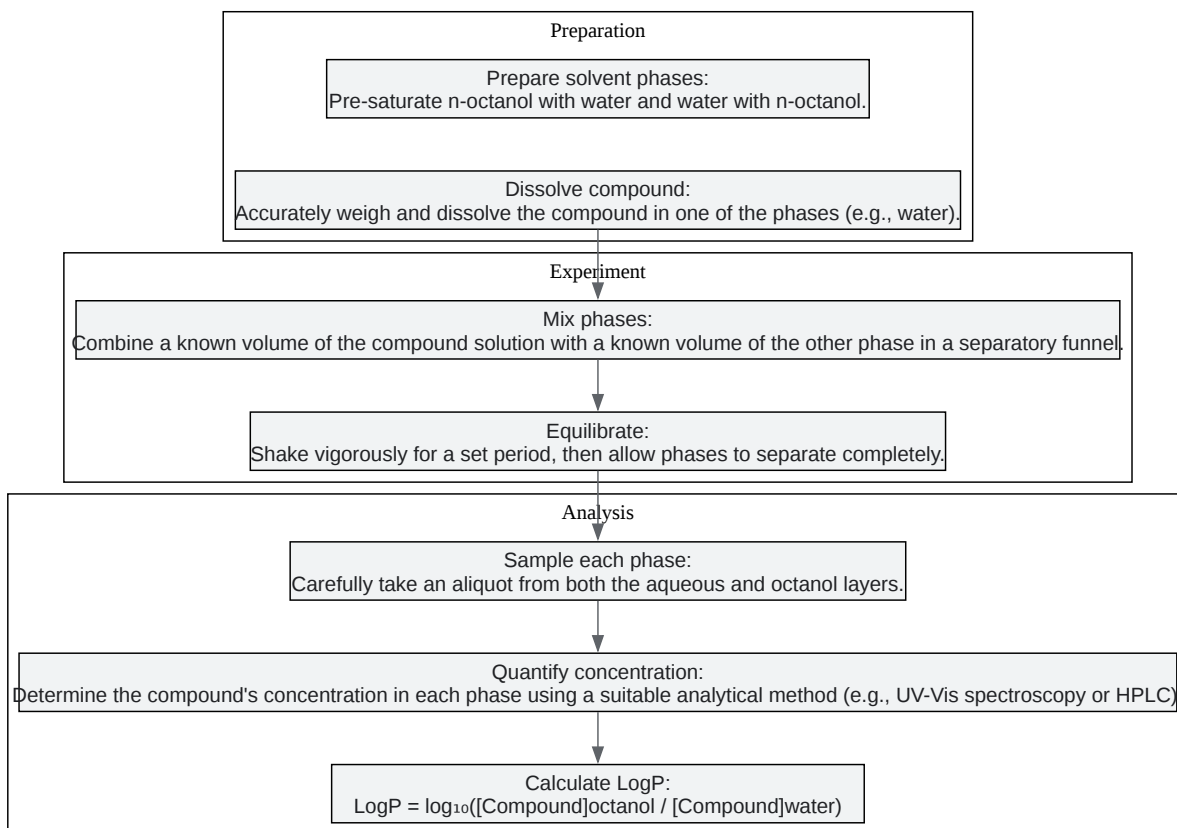 Preparation
Prepare solvent phases:
Pre-saturate n-octanol with water and water with n-octanol.
Dissolve compound:
Accurately weigh and dissolve the compound in one of the phases (e.g., water).
Experiment
Mix phases:
Combine a known volume of the compound solution with a known volume of the other phase in a separatory funnel.
Equilibrate:
Shake vigorously for a set period, then allow phases to separate completely.
Analysis
Sample each phase:
Carefully take an aliquot from both the aqueous and octanol layers.
Quantify concentration:
Determine the compound's concentration in each phase using a suitable analytical method (e.g., UV-Vis spectroscopy or HPLC)
Calculate LogP:
LogP = log₁₀([Compound]octanol / [Compound]water)